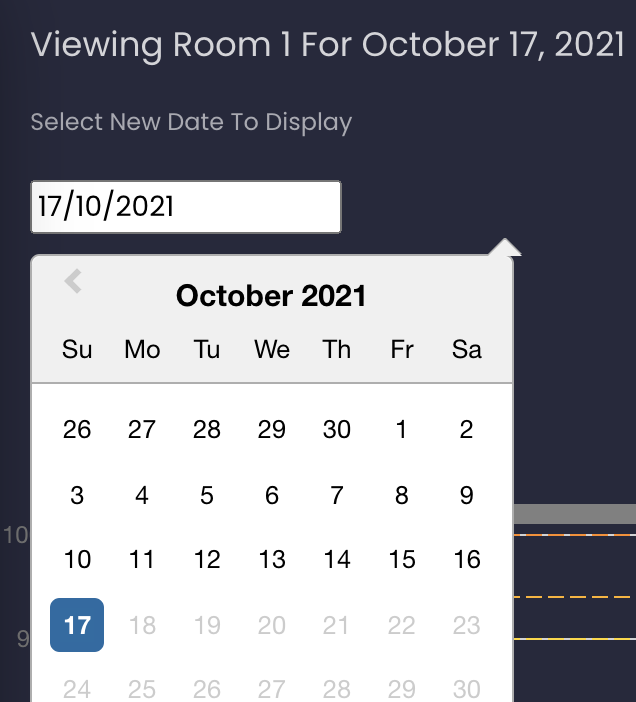 Viewing Room 1 For October 17, 2021
Select New Date To Display
17/10/2021
October 2021
Su Mo Tu We Th Fr Sa
26 27 28 29 30 1 2
3 4 5 6 7 8 9
10
10 11 12 13 14 15 16
17 18 19 20 21 22 23
9
24 25 26 27 28 29 30